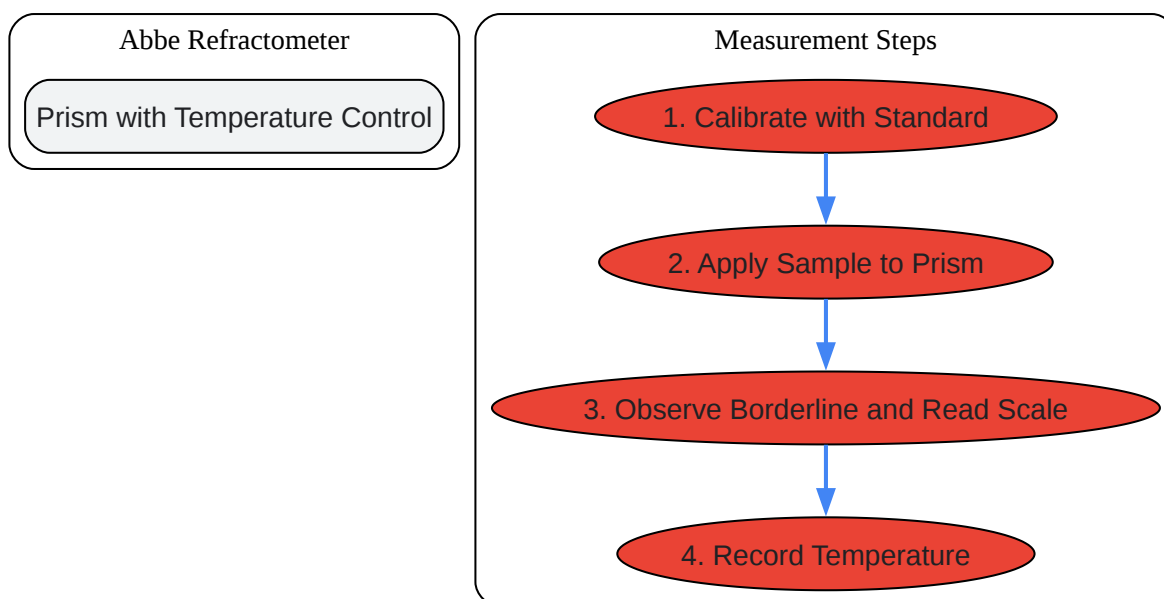 Abbe Refractometer
Prism with Temperature Control
Measurement Steps
1. Calibrate with Standard
2. Apply Sample to Prism
3. Observe Borderline and Read Scale
4. Record Temperature